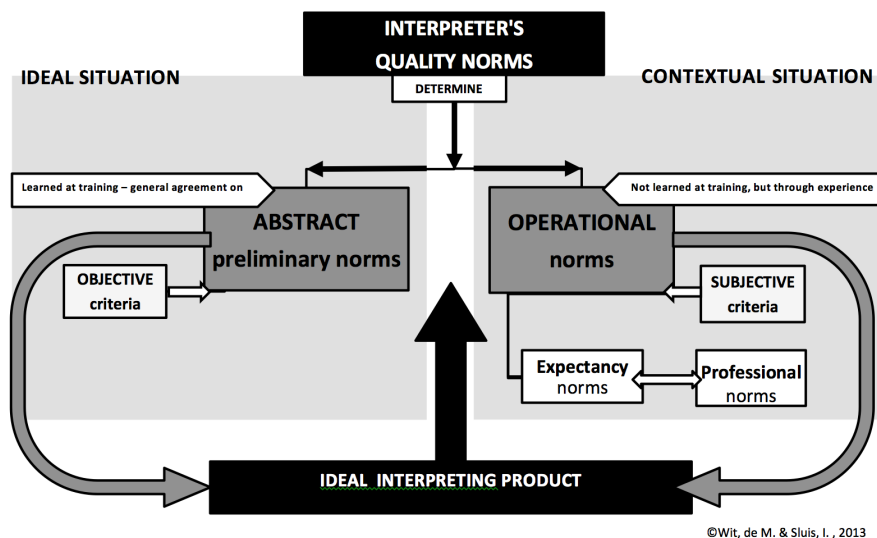 INTERPRETER'S
QUALITY NORMS
IDEAL SITUATION
CONTEXTUAL SITUATION
DETERMINE
Learned at training – general agreement on
Not learned at training, but through experience
ABSTRACT
preliminary norms
OPERATIONAL
norms
OBJECTIVE
criteria
SUBJECTIVE
criteria
Expectancy
norms
Professional
norms
IDEAL INTERPRETING PRODUCT
©Wit, de M. & Sluis, I. , 2013